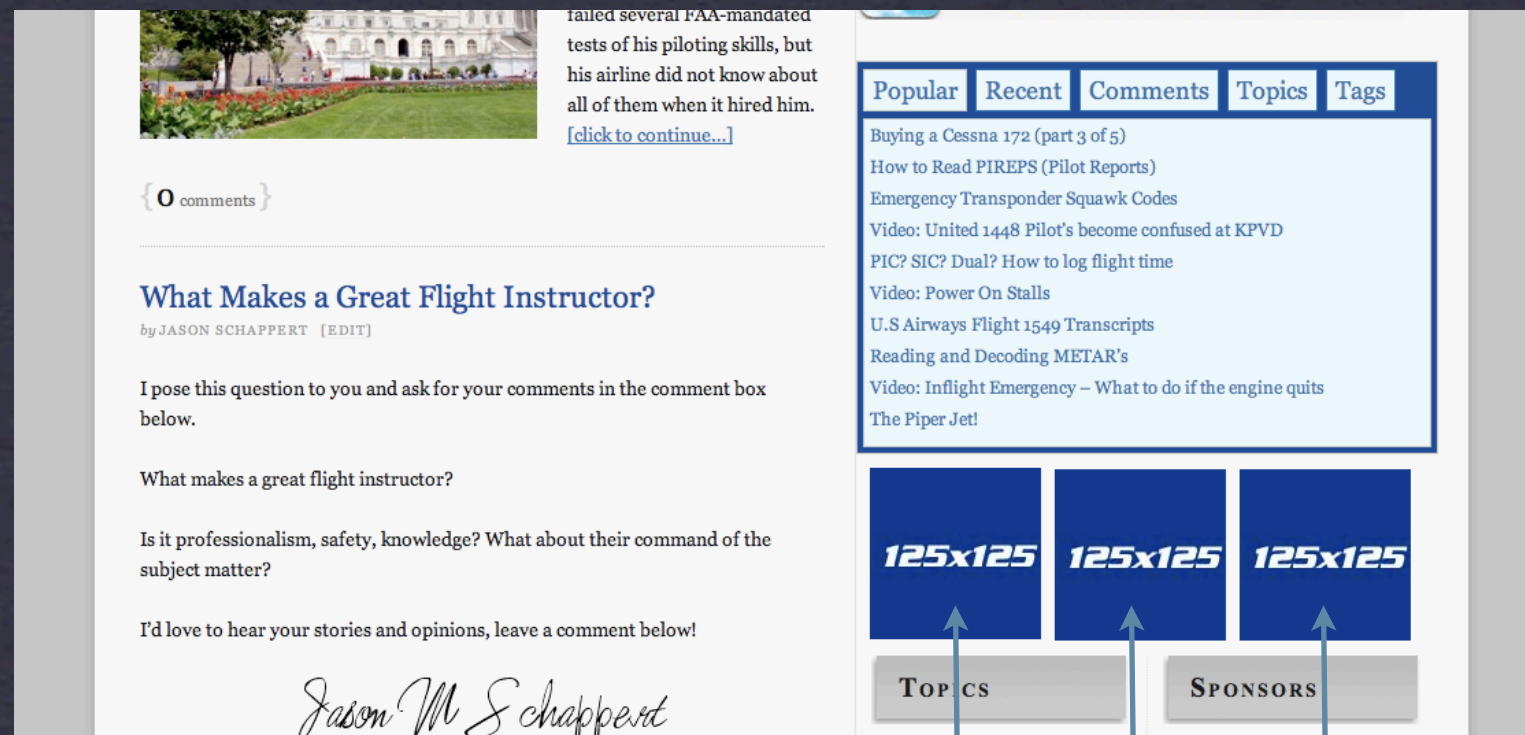 failed several FAA-mandated
tests of his piloting skills, but
his airline did not know about
all of them when it hired him.
[click to continue...]
{0 comments}
What Makes a Great Flight Instructor?
by JASON SCHAPPERT [EDIT]
I pose this question to you and ask for your comments in the comment box
below.
What makes a great flight instructor?
Is it professionalism, safety, knowledge? What about their command of the
subject matter?
I'd love to hear your stories and opinions, leave a comment below!
Jason M Schappert
Popular Recent Comments Topics Tags
Buying a Cessna 172 (part 3 of 5)
How to Read PIREPS (Pilot Reports)
Emergency Transponder Squawk Codes
Video: United 1448 Pilot's become confused at KPVD
PIC? SIC? Dual? How to log flight time
Video: Power On Stalls
U.S Airways Flight 1549 Transcripts
Reading and Decoding METAR's
Video: Inflight Emergency – What to do if the engine quits
The Piper Jet!
125x125 125x125 125x125
TOPICS SPONSORS